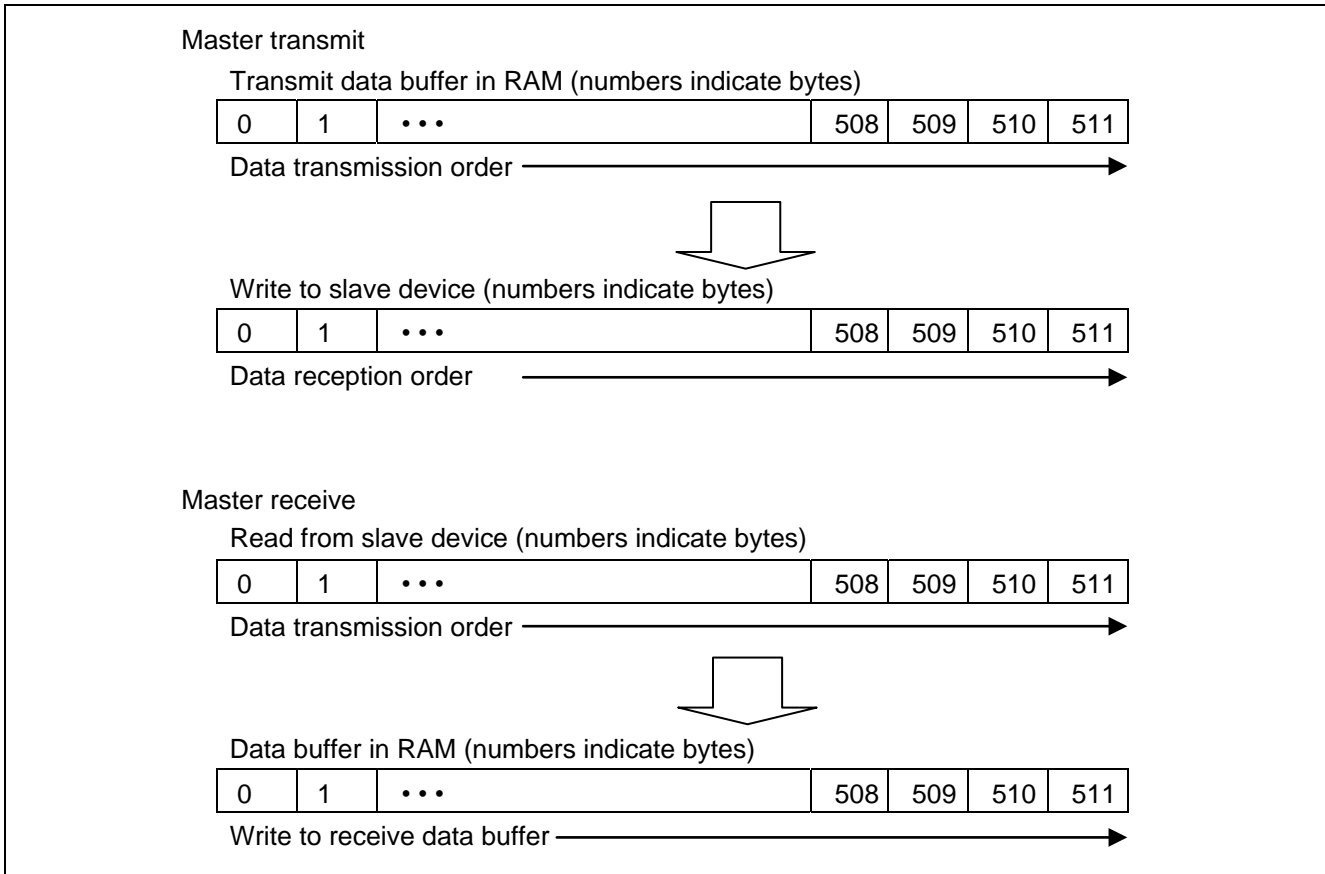 Master transmit
Transmit data buffer in RAM (numbers indicate bytes)
0 1 • • • 508 509 510 511
Data transmission order
Write to slave device (numbers indicate bytes)
0 1 • • • 508 509 510 511
Data reception order
Master receive
Read from slave device (numbers indicate bytes)
0 1 • • • 508 509 510 511
Data transmission order
Data buffer in RAM (numbers indicate bytes)
0 1 • • • 508 509 510 511
Write to receive data buffer